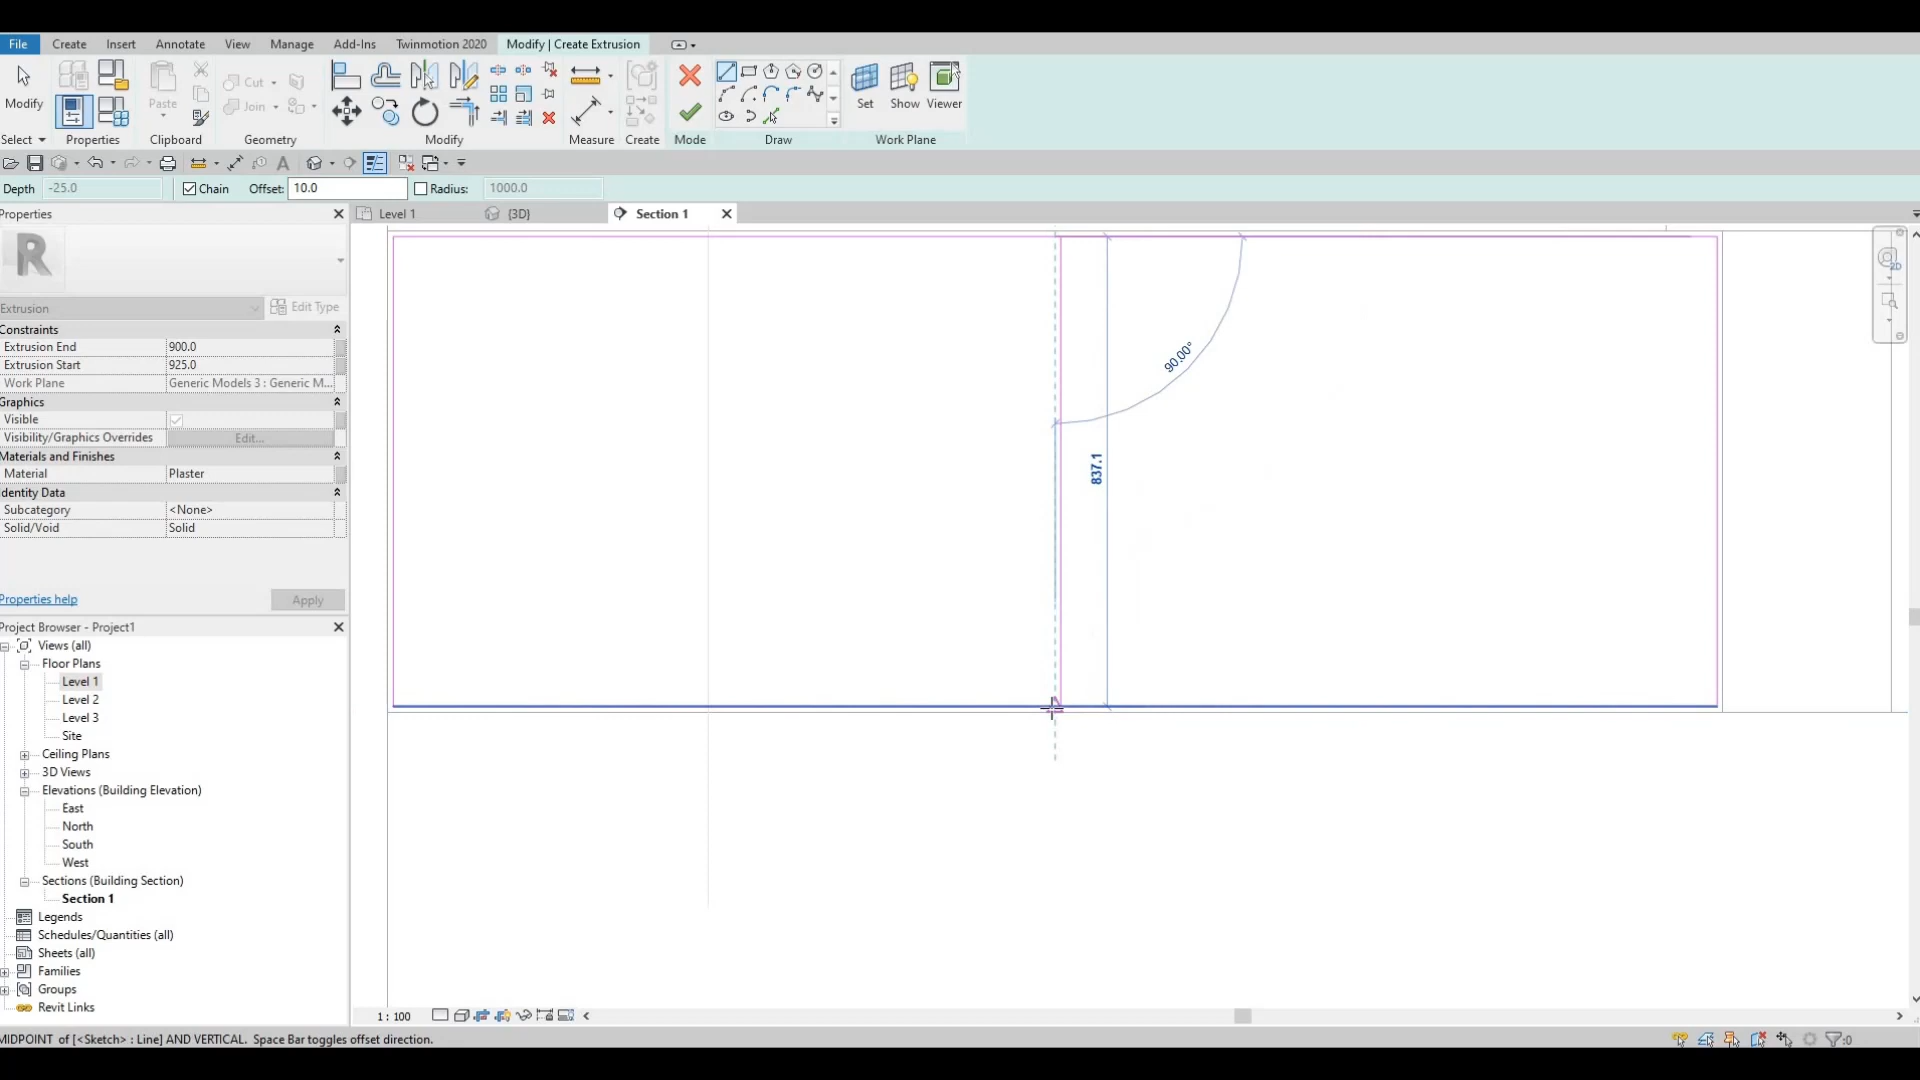 File Create Insert Annotate View Manage Add-Ins Twinmotion 2020 Modify | Create Extrusion
Modify Paste Cut Join Set Show Viewer
Select Properties Clipboard Geometry Modify Measure Create Mode Draw Work Plane
Depth -25.0 Chain Offset: 10.0 Radius: 1000.0
Properties
Level 1 {3D} Section 1
R
Extrusion Edit Type
Constraints
Extrusion End 900.0
Extrusion Start 925.0
Work Plane Generic Models 3 : Generic M...
Graphics
Visible
Visibility/Graphics Overrides Edit...
Materials and Finishes
Material Plaster
Identity Data
Subcategory <None>
Solid/Void Solid
Properties help Apply
Project Browser - Project1
Views (all)
Floor Plans
Level 1
Level 2
Level 3
Site
Ceiling Plans
3D Views
Elevations (Building Elevation)
East
North
South
West
Sections (Building Section)
Section 1
Legends
Schedules/Quantities (all)
Sheets (all)
Families
Groups
Revit Links
90.00°
837.1
2D
1 : 100
MIDPOINT of [<Sketch> : Line] AND VERTICAL. Space Bar toggles offset direction.
:0